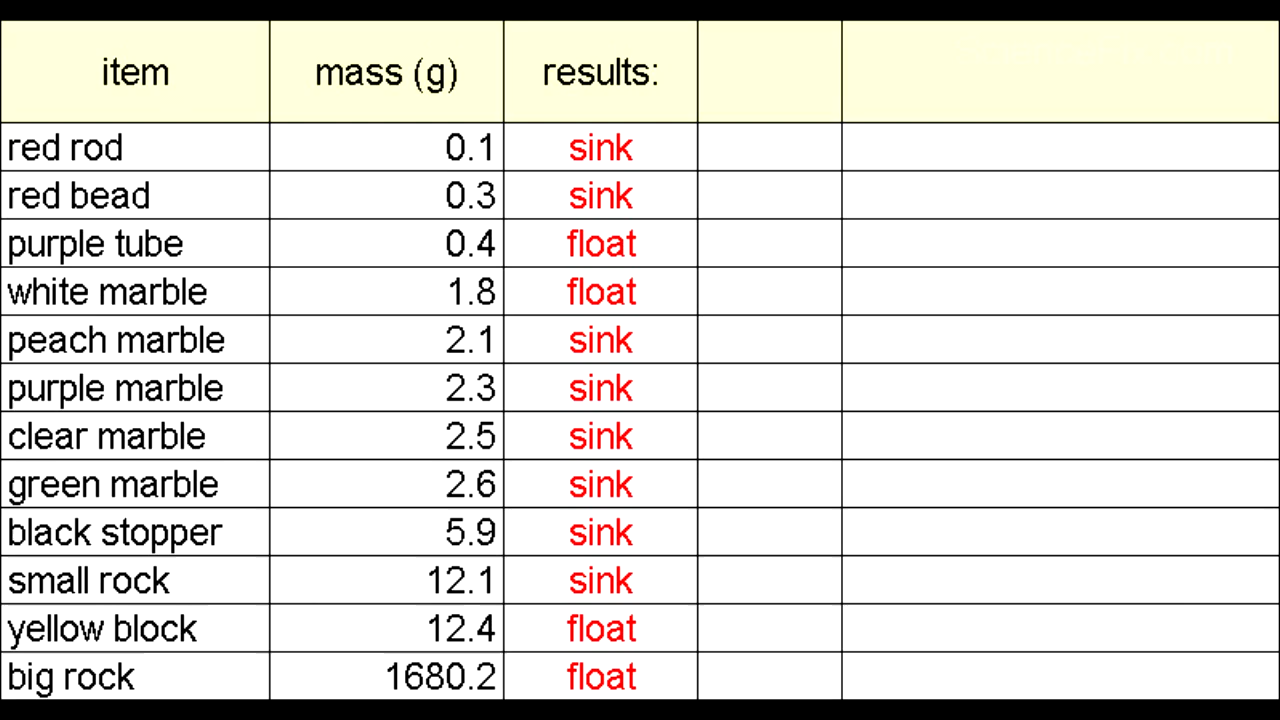 item mass (g) results:
red rod 0.1 sink
red bead 0.3 sink
purple tube 0.4 float
white marble 1.8 float
peach marble 2.1 sink
purple marble 2.3 sink
clear marble 2.5 sink
green marble 2.6 sink
black stopper 5.9 sink
small rock 12.1 sink
yellow block 12.4 float
big rock 1680.2 float